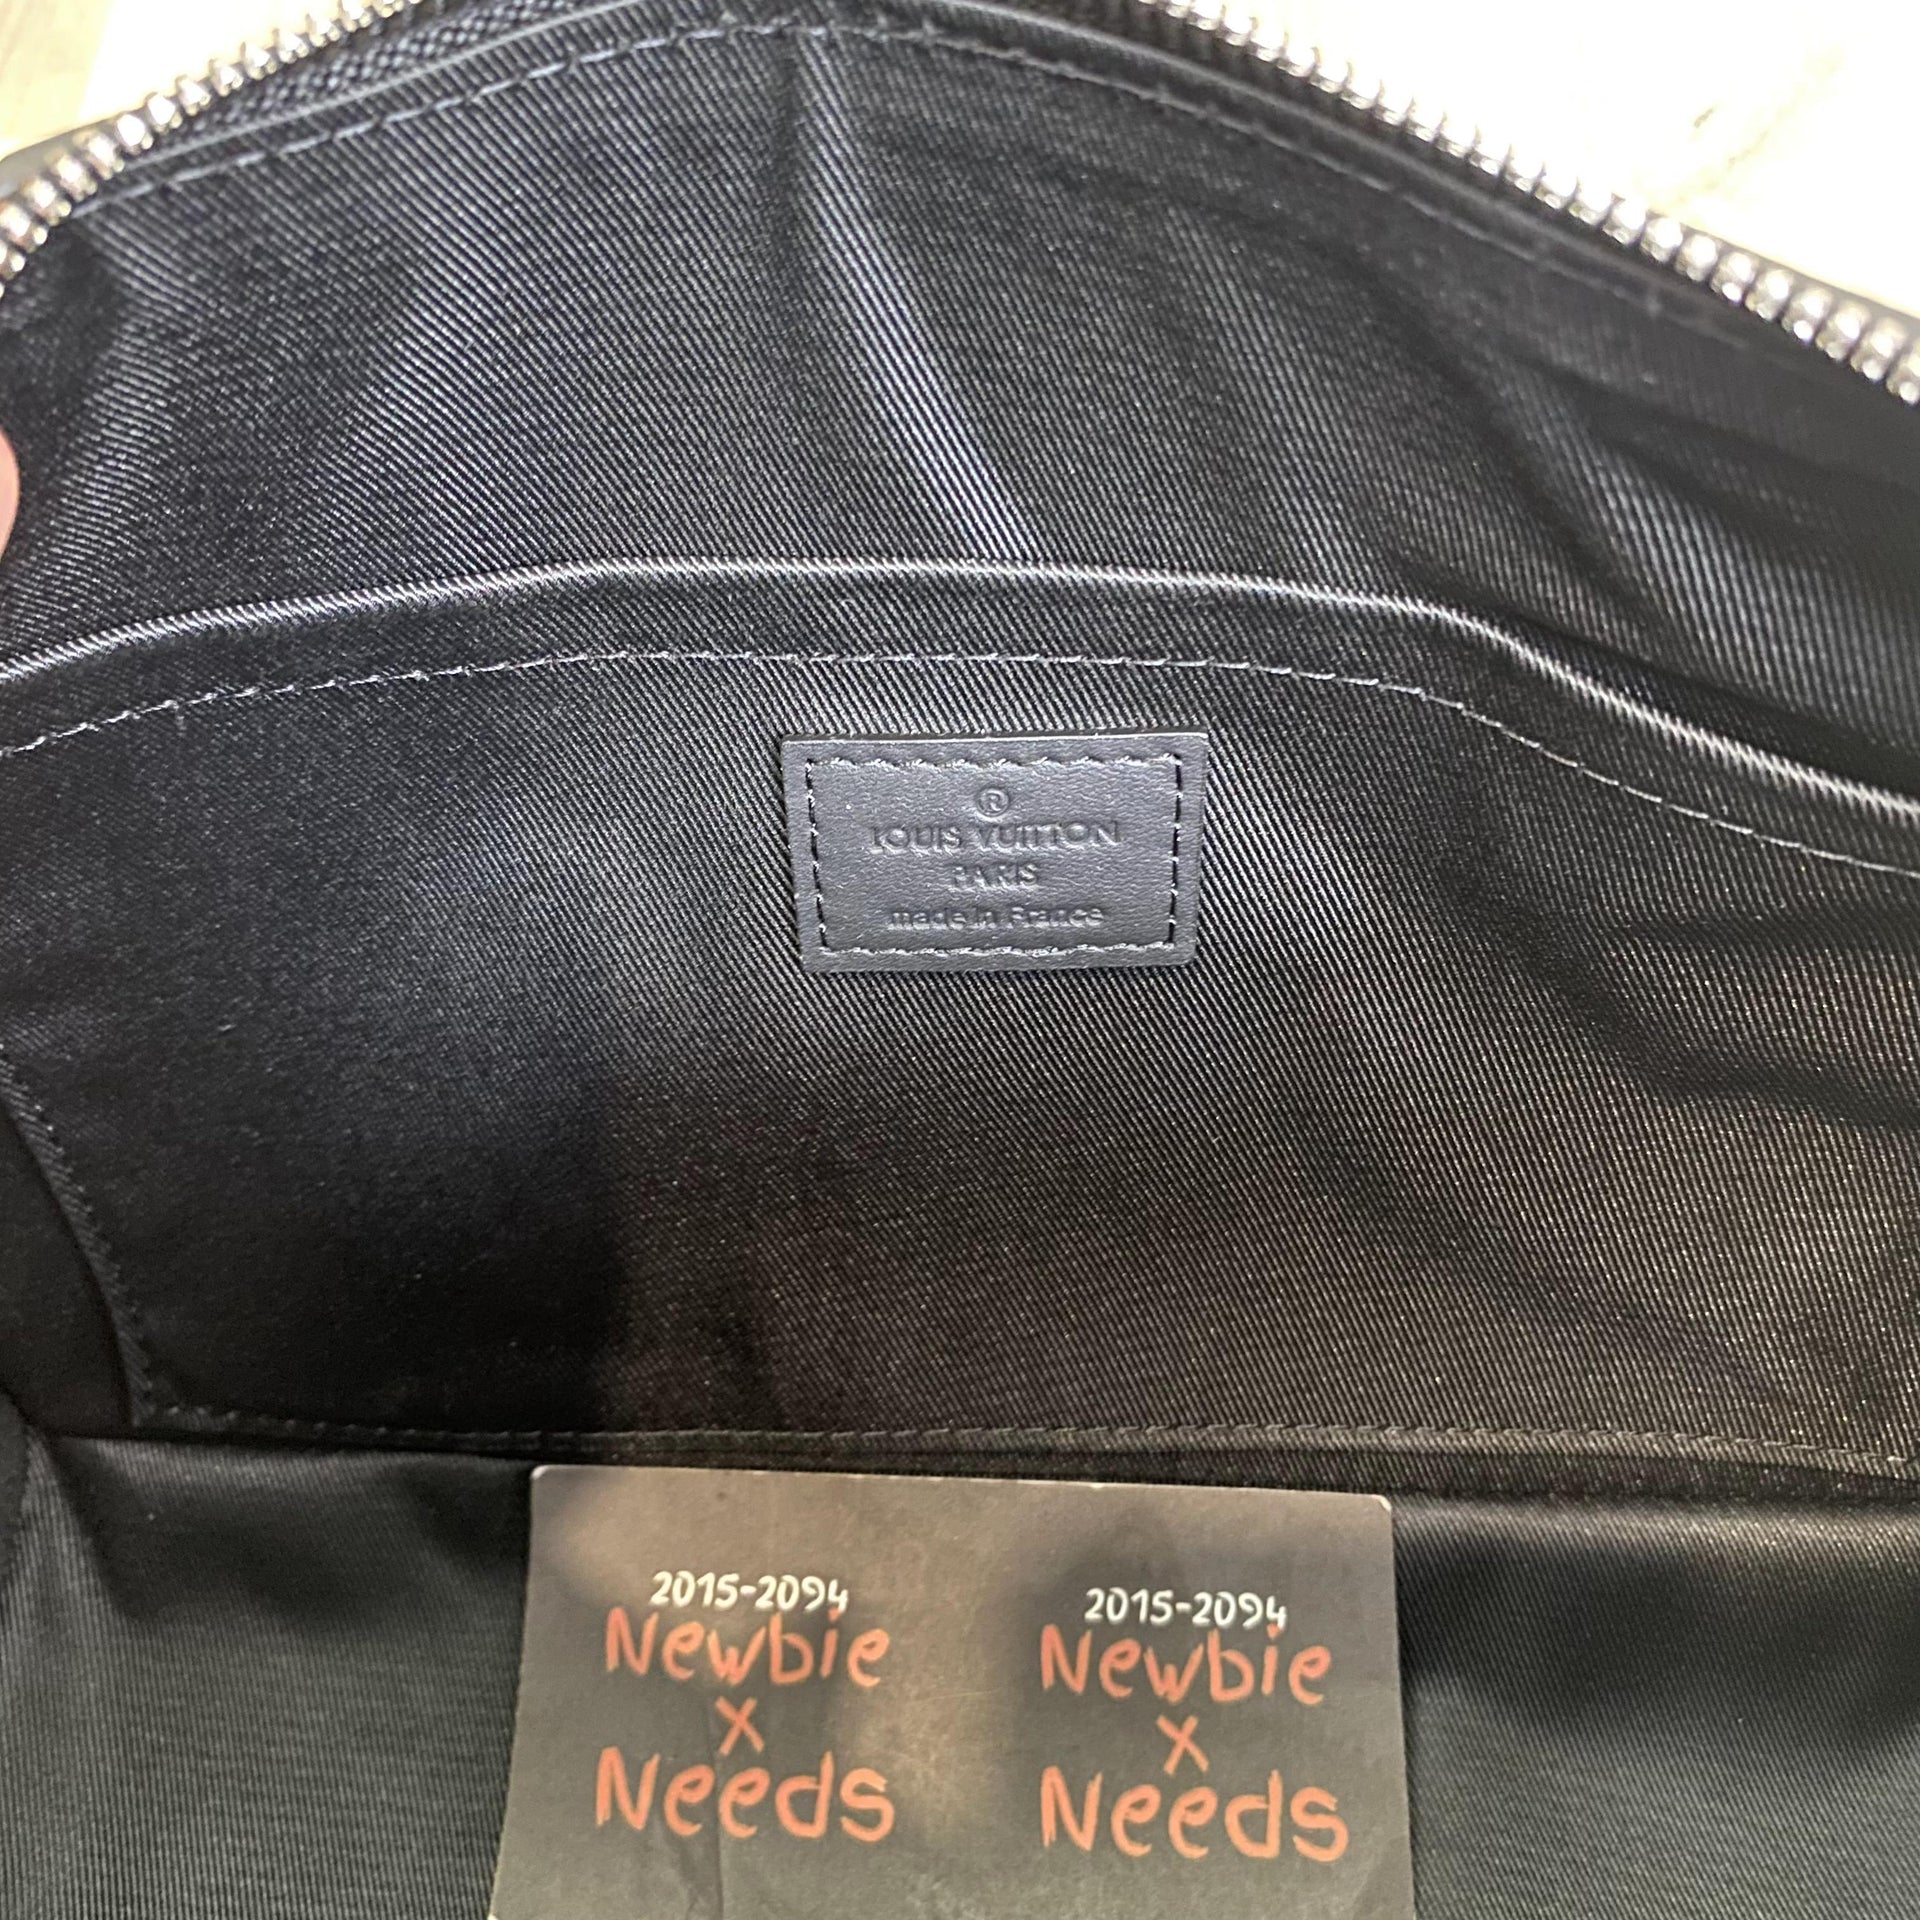 ®
LOUIS VUITTON
PARIS
made in France
2015-2094
Newbie
x
Needs
2015-2094
Newbie
x
Needs